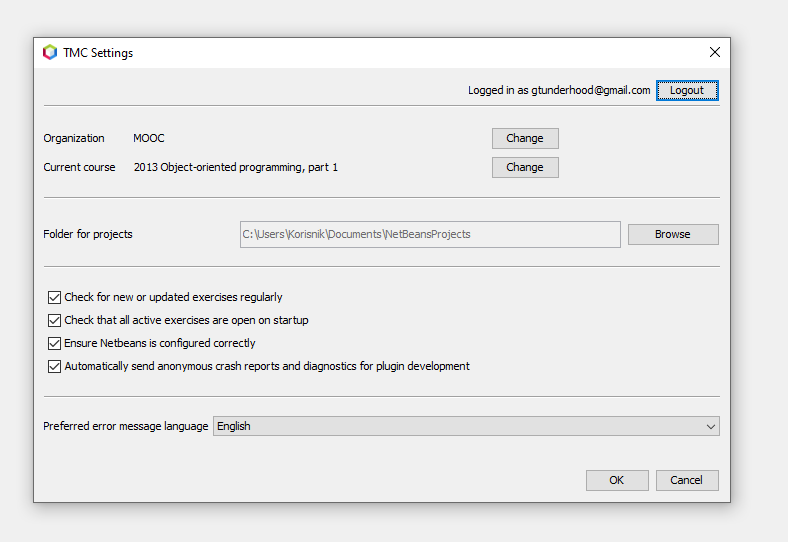 TMC Settings
Logged in as gtunderhood@gmail.com Logout
Organization MOOC Change
Current course 2013 Object-oriented programming, part 1 Change
Folder for projects C:\Users\Korisnik\Documents\NetBeansProjects Browse
Check for new or updated exercises regularly
Check that all active exercises are open on startup
Ensure Netbeans is configured correctly
Automatically send anonymous crash reports and diagnostics for plugin development
Preferred error message language English
OK Cancel